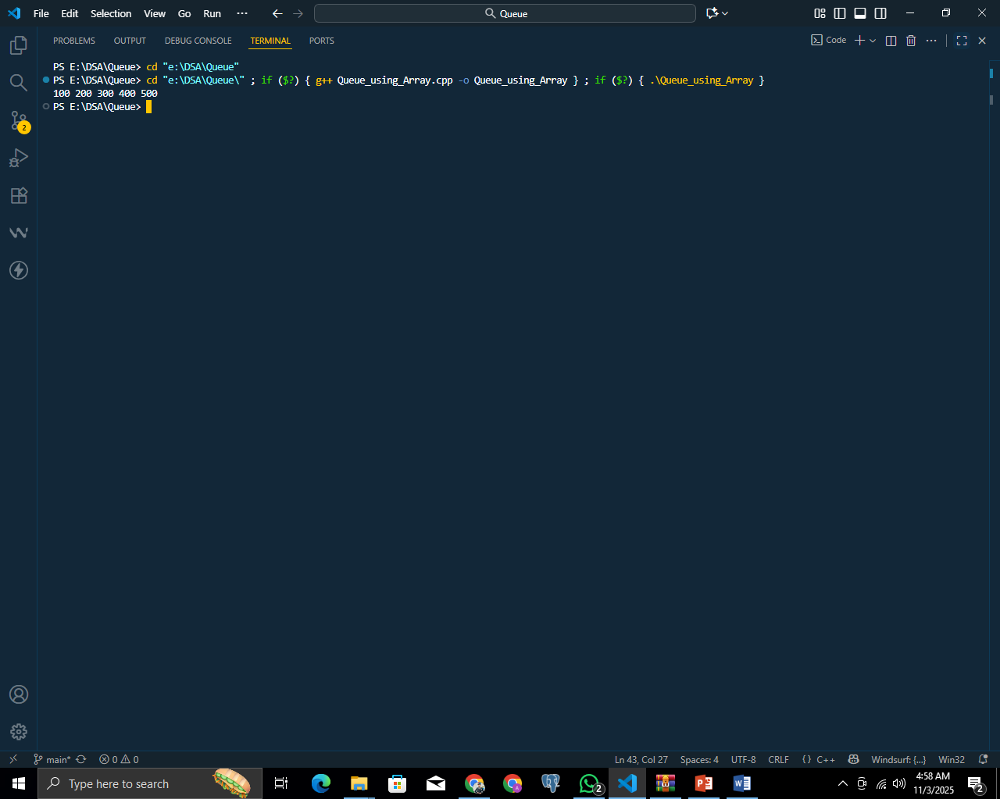 File Edit Selection View Go Run ··· Queue
PROBLEMS OUTPUT DEBUG CONSOLE TERMINAL PORTS Code
PS E:\DSA\Queue> cd "e:\DSA\Queue"
PS E:\DSA\Queue> cd "e:\DSA\Queue\" ; if ($?) { g++ Queue_using_Array.cpp -o Queue_using_Array } ; if ($?) { .\Queue_using_Array }
100 200 300 400 500
PS E:\DSA\Queue>
2
main* 0 0 Ln 43, Col 27 Spaces: 4 UTF-8 CRLF {} C++ Windsurf: {...} Win32
Type here to search 2 4:58 AM 2
11/3/2025